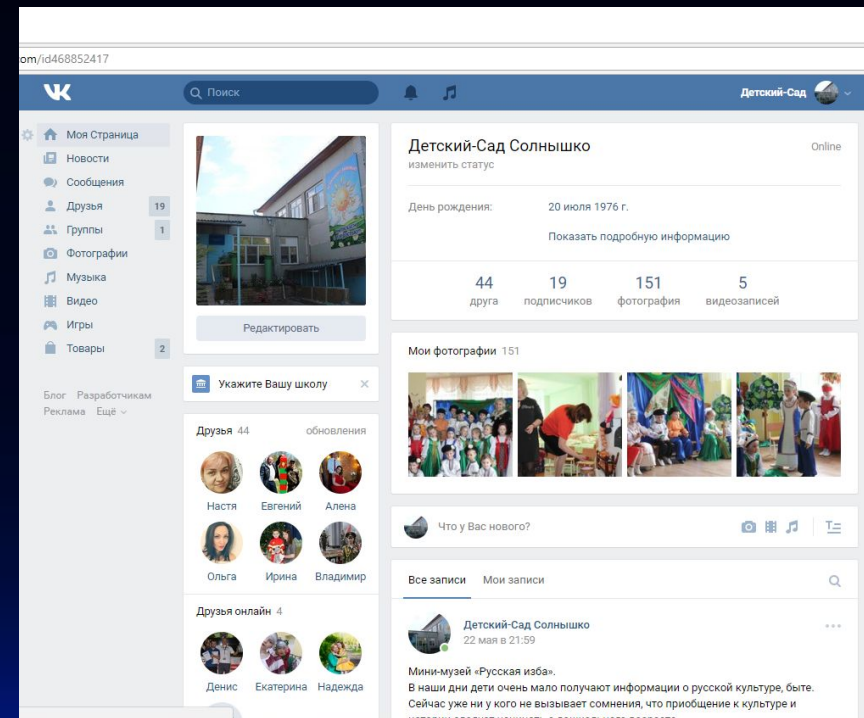 om/id468852417
Поиск
Детский-Сад
Моя Страница
Новости
Сообщения
Друзья 19
Группы 1
Фотографии
Музыка
Видео
Игры
Товары 2
Блог Разработчикам
Реклама Ещё
Редактировать
Укажите Вашу школу
Друзья 44 обновления
Настя Евгений Алена
Ольга Ирина Владимир
Друзья онлайн 4
Денис Екатерина Надежда
Детский-Сад Солнышко Online
изменить статус
День рождения: 20 июля 1976 г.
Показать подробную информацию
44 19 151 5
друга подписчиков фотография видеозаписей
Мои фотографии 151
Что у Вас нового?
Все записи Мои записи
Детский-Сад Солнышко
22 мая в 21:59
Мини-музей «Русская изба».
В наши дни дети очень мало получают информации о русской культуре, быте.
Сейчас уже ни у кого не вызывает сомнения, что приобщение к культуре и